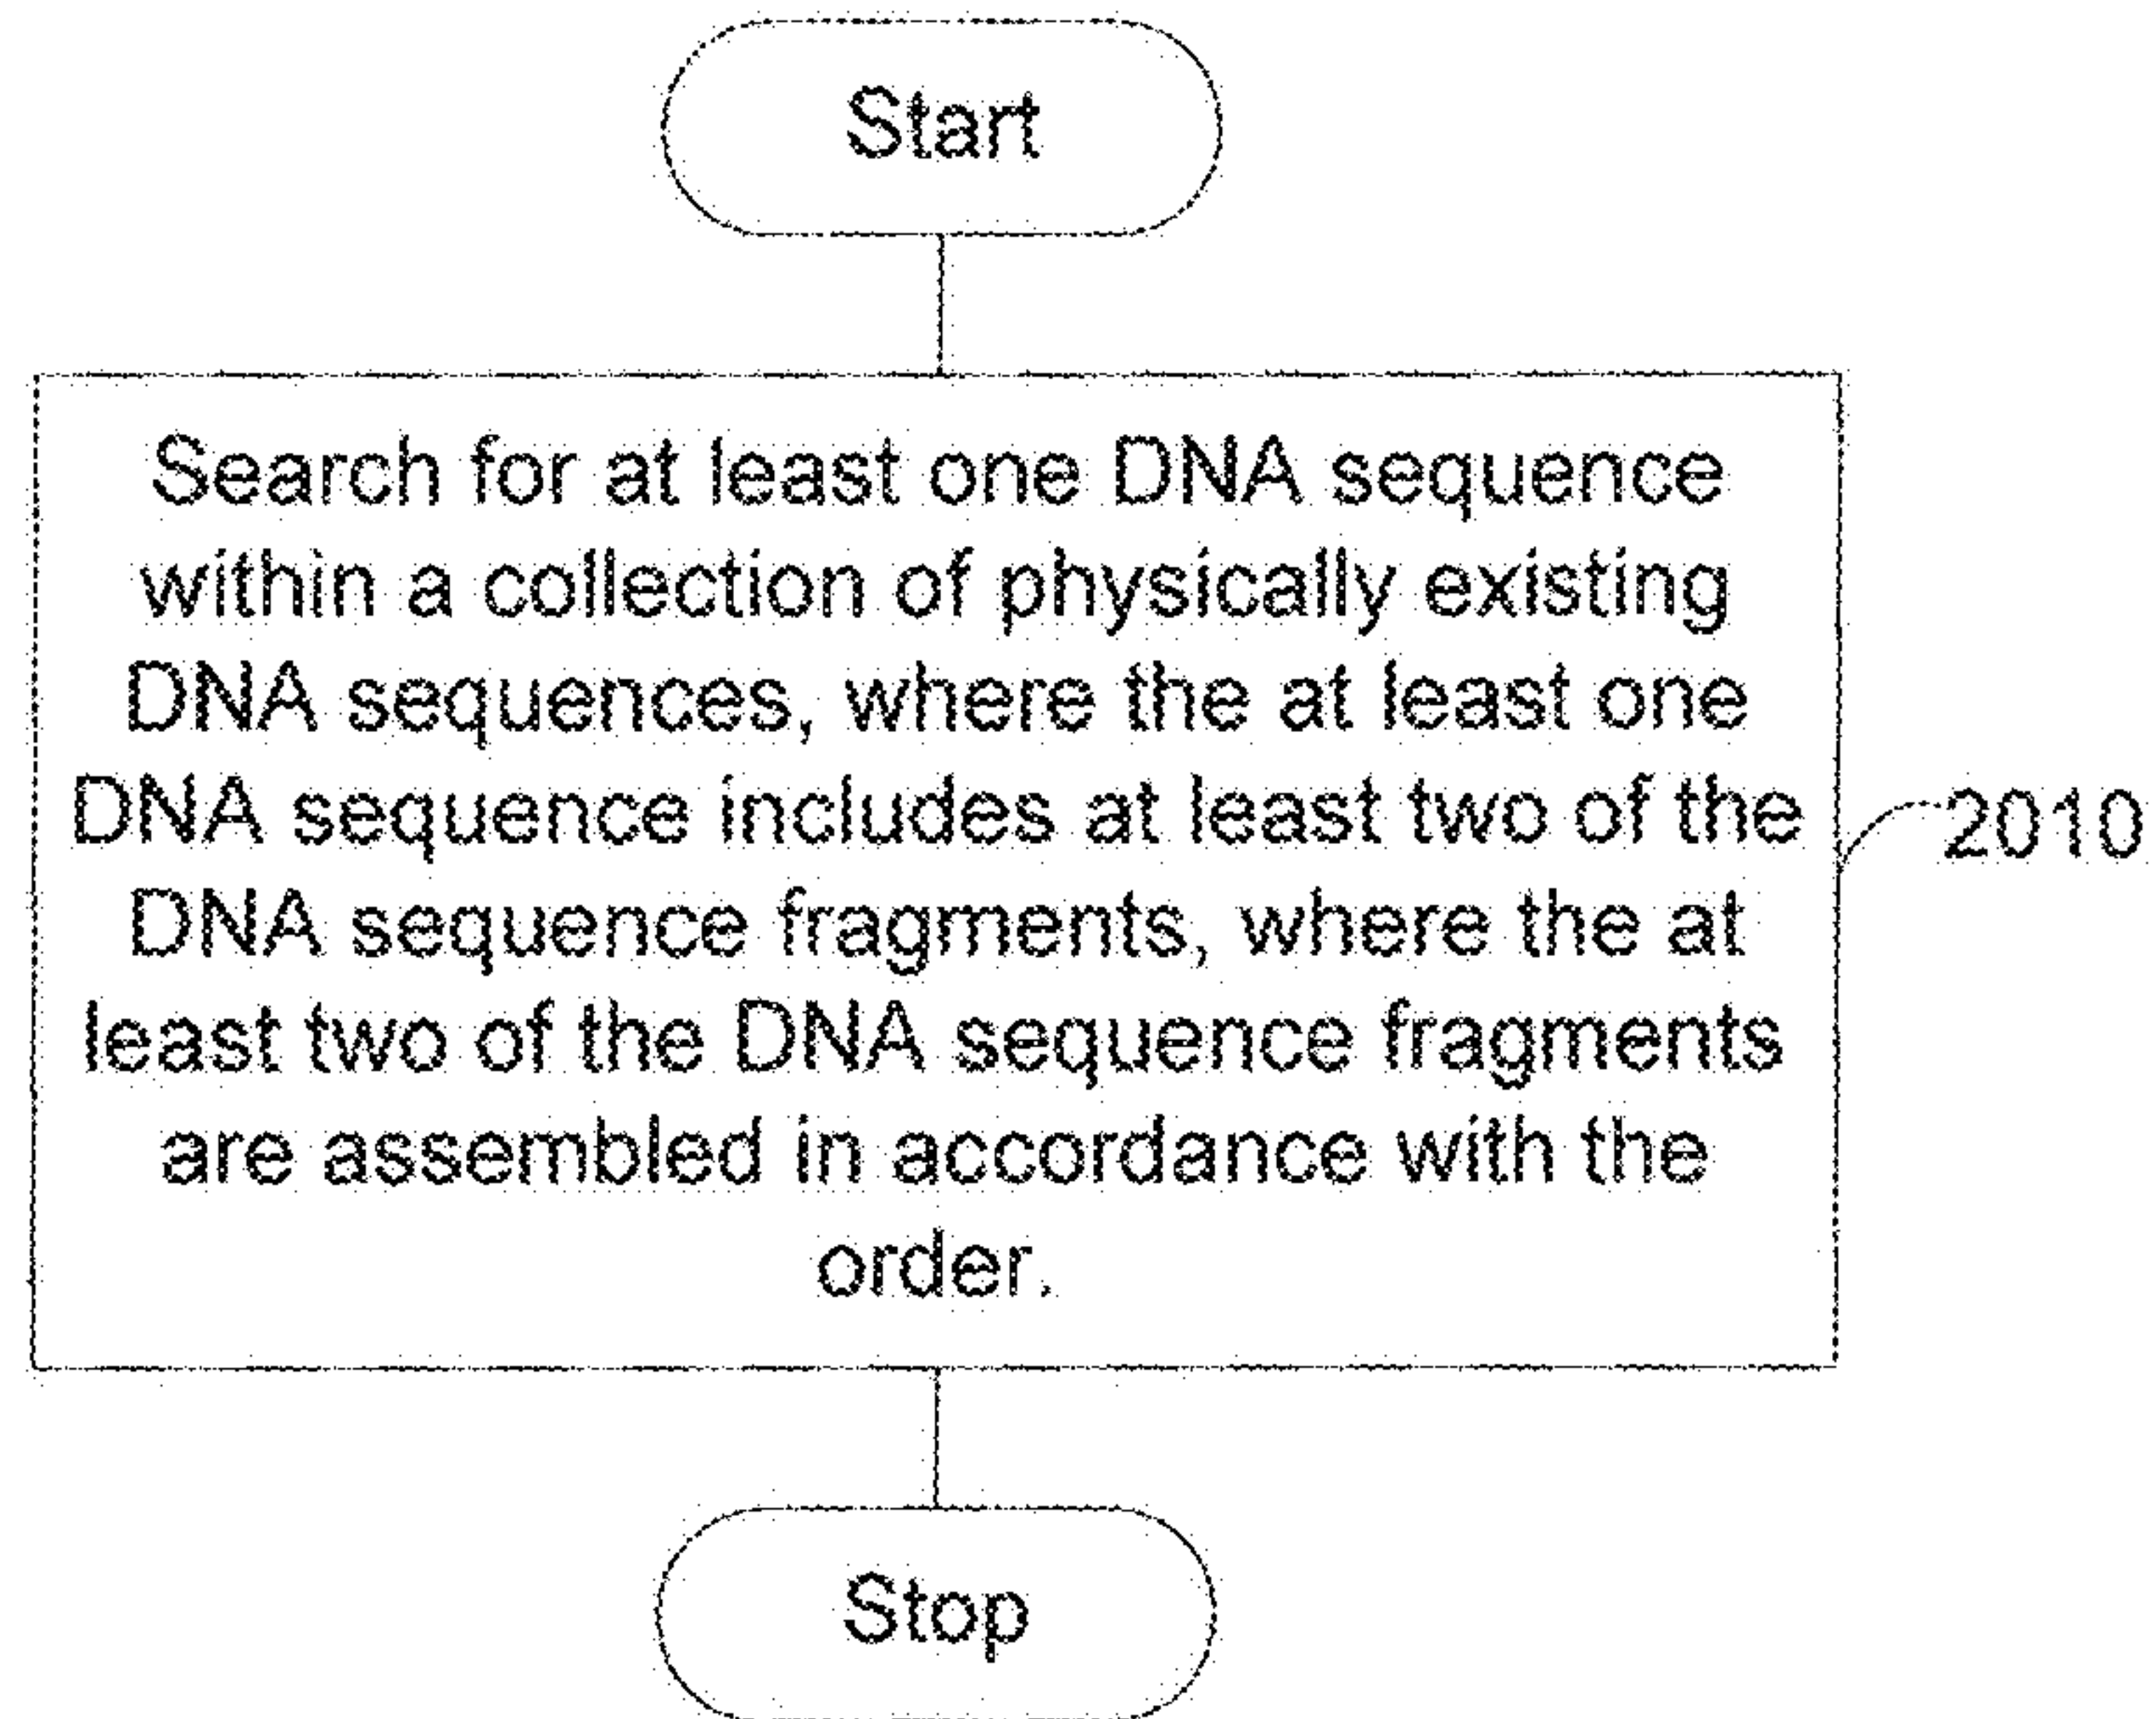 Start
Search for at least one DNA sequence
within a collection of physically existing
DNA sequences, where the at least one
DNA sequence includes at least two of the
DNA sequence fragments, where the at
least two of the DNA sequence fragments
are assembled in accordance with the
order.
2010
Stop